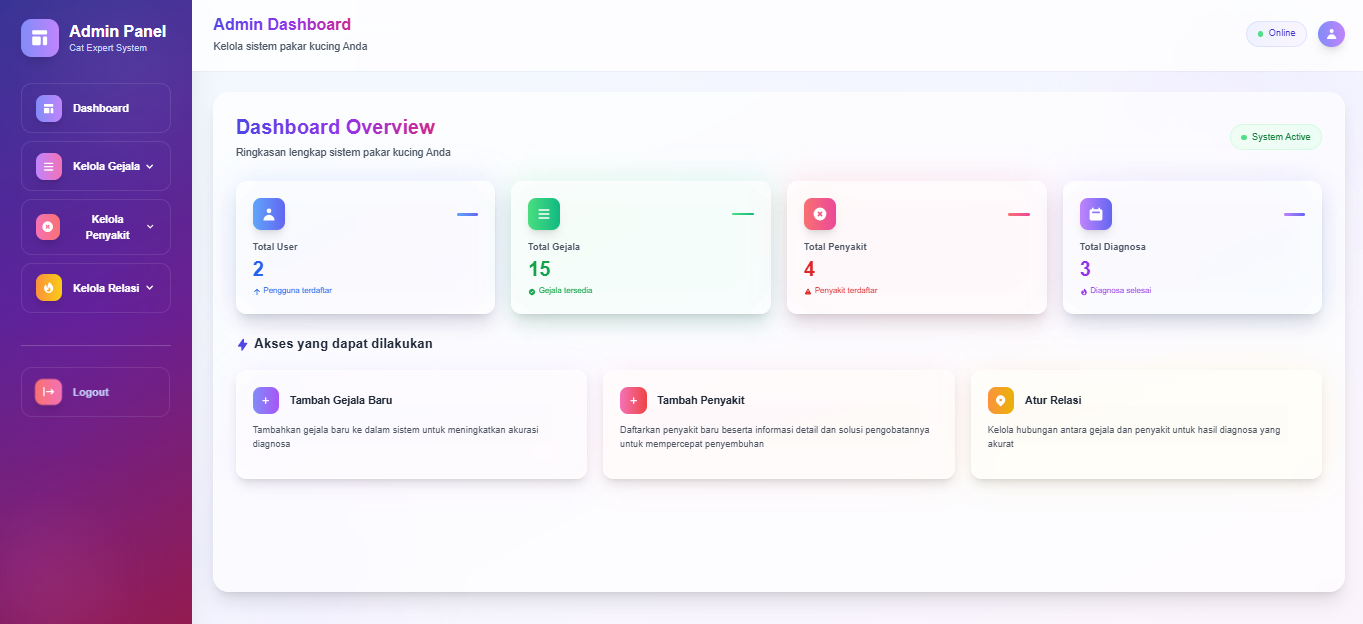 Admin Panel
Cat Expert System
Dashboard
Kelola Gejala
Kelola
Penyakit
Kelola Relasi
Logout
Admin Dashboard
Kelola sistem pakar kucing Anda
Online
Dashboard Overview
Ringkasan lengkap sistem pakar kucing Anda
System Active
Total User
2
Pengguna terdaftar
Total Gejala
15
Gejala tersedia
Total Penyakit
4
Penyakit terdaftar
Total Diagnosa
3
Diagnosa selesai
Akses yang dapat dilakukan
Tambah Gejala Baru
Tambahkan gejala baru ke dalam sistem untuk meningkatkan akurasi
diagnosa
Tambah Penyakit
Daftarkan penyakit baru beserta informasi detail dan solusi pengobatannya
untuk mempercepat penyembuhan
Atur Relasi
Kelola hubungan antara gejala dan penyakit untuk hasil diagnosa yang
akurat